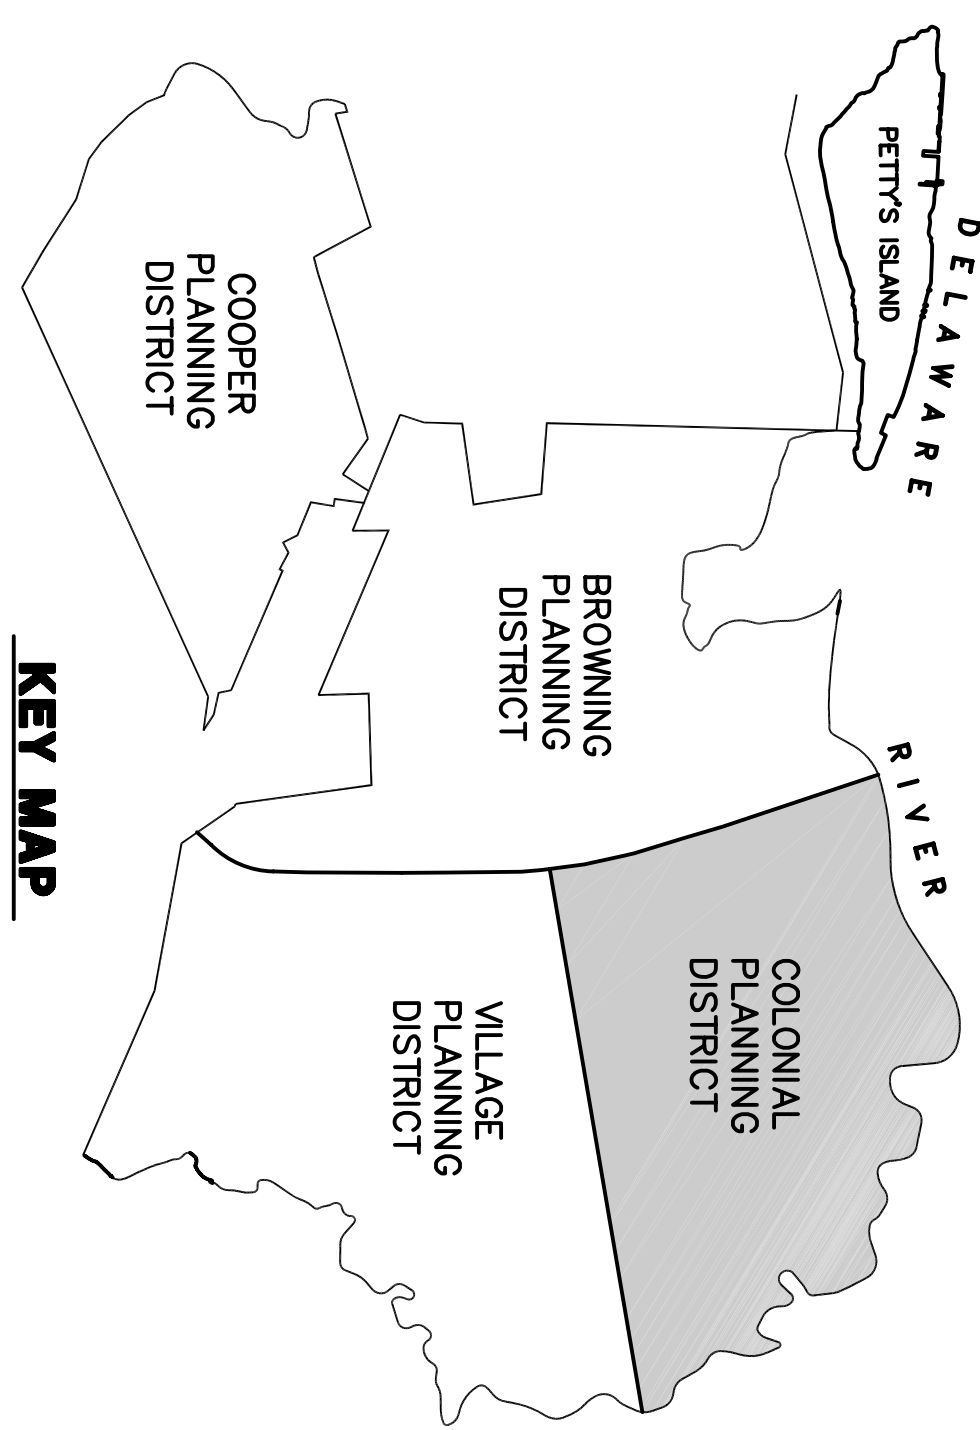 DELAWARE
RIVER
PETTY'S ISLAND
COOPER
PLANNING
DISTRICT
BROWNING
PLANNING
DISTRICT
COLONIAL
PLANNING
DISTRICT
VILLAGE
PLANNING
DISTRICT
KEY MAP